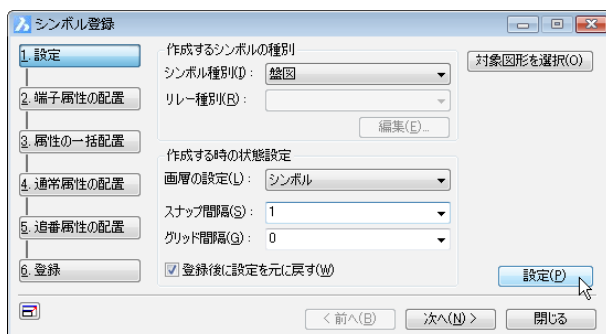 シンボル登録
1. 設定
2. 端子属性の配置
3. 属性の一括配置
4. 通常属性の配置
5. 追番属性の配置
6. 登録
作成するシンボルの種別
シンボル種別(I): 盤図
リレー種別(R):
編集(E)...
作成する時の状態設定
画層の設定(L): シンボル
スナップ間隔(S): 1
グリッド間隔(G): 0
登録後に設定を元に戻す(W)
対象図形を選択(O)
設定(P)
< 前へ(B)
次へ(N) >
閉じる